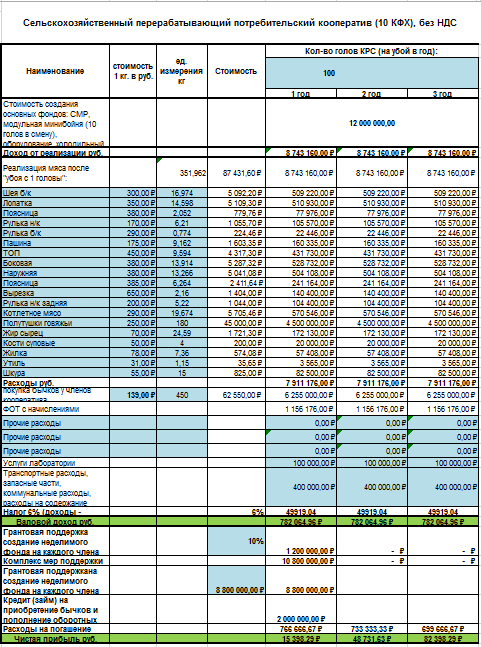 Сельскохозяйственный перерабатывающий потребительский кооператив (10 КФХ), без НДС
Наименование стоимость 1 кг. в руб. ед. измерения кг Стоимость Кол-во голов КРС (на убой в год):
100
1 год 2 год 3 год
Стоимость создания
основных фондов: СМР,
модульная минибойня (10
голов в смену),
оборудование, холодильный
12 000 000,00
Доход от реализации руб. 8 743 160,00 ₽ 8 743 160,00 ₽ 8 743 160,00 ₽
Реализация мяса после
"убоя с 1 головы": 351,962 87 431,60 ₽ 8 743 160,00 ₽ 8 743 160,00 ₽ 8 743 160,00 ₽
Шея б/к 300,00 ₽ 16,974 5 092,20 ₽ 509 220,00 ₽ 509 220,00 ₽ 509 220,00 ₽
Лопатка 350,00 ₽ 14,598 5 109,30 ₽ 510 930,00 ₽ 510 930,00 ₽ 510 930,00 ₽
Поясница 380,00 ₽ 2,052 779,76 ₽ 77 976,00 ₽ 77 976,00 ₽ 77 976,00 ₽
Рулька н/к 170,00 ₽ 6,21 1 055,70 ₽ 105 570,00 ₽ 105 570,00 ₽ 105 570,00 ₽
Рулька б/к 290,00 ₽ 0,774 224,46 ₽ 22 446,00 ₽ 22 446,00 ₽ 22 446,00 ₽
Пашина 175,00 ₽ 9,162 1 603,35 ₽ 160 335,00 ₽ 160 335,00 ₽ 160 335,00 ₽
ТОП 450,00 ₽ 9,594 4 317,30 ₽ 431 730,00 ₽ 431 730,00 ₽ 431 730,00 ₽
Боковая 380,00 ₽ 13,914 5 287,32 ₽ 528 732,00 ₽ 528 732,00 ₽ 528 732,00 ₽
Наружняя 380,00 ₽ 13,266 5 041,08 ₽ 504 108,00 ₽ 504 108,00 ₽ 504 108,00 ₽
Поясница 385,00 ₽ 6,264 2 411,64 ₽ 241 164,00 ₽ 241 164,00 ₽ 241 164,00 ₽
Вырезка 650,00 ₽ 2,16 1 404,00 ₽ 140 400,00 ₽ 140 400,00 ₽ 140 400,00 ₽
Рулька н/к задняя 200,00 ₽ 5,22 1 044,00 ₽ 104 400,00 ₽ 104 400,00 ₽ 104 400,00 ₽
Котлетное мясо 290,00 ₽ 19,674 5 705,46 ₽ 570 546,00 ₽ 570 546,00 ₽ 570 546,00 ₽
Полутушки говяжьи 250,00 ₽ 180 45 000,00 ₽ 4 500 000,00 ₽ 4 500 000,00 ₽ 4 500 000,00 ₽
Жир сырец 70,00 ₽ 24,59 1 721,30 ₽ 172 130,00 ₽ 172 130,00 ₽ 172 130,00 ₽
Кости суповые 50,00 ₽ 4 200,00 ₽ 20 000,00 ₽ 20 000,00 ₽ 20 000,00 ₽
Жилка 78,00 ₽ 7,36 574,08 ₽ 57 408,00 ₽ 57 408,00 ₽ 57 408,00 ₽
Утиль 31,00 ₽ 1,15 35,65 ₽ 3 565,00 ₽ 3 565,00 ₽ 3 565,00 ₽
Шкура 55,00 ₽ 15 825,00 ₽ 82 500,00 ₽ 82 500,00 ₽ 82 500,00 ₽
Расходы руб. 7 911 176,00 ₽ 7 911 176,00 ₽ 7 911 176,00 ₽
покупка бычков у членов
кооператива 139,00 ₽ 450 62 550,00 ₽ 6 255 000,00 ₽ 6 255 000,00 ₽ 6 255 000,00 ₽
ФОТ с начислениями 1 156 176,00 ₽ 1 156 176,00 ₽ 1 156 176,00 ₽
Прочие расходы 0,00 ₽ 0,00 ₽ 0,00 ₽
Прочие расходы 0,00 ₽ 0,00 ₽ 0,00 ₽
Прочие расходы 0,00 ₽ 0,00 ₽ 0,00 ₽
Услуги лаборатории 100 000,00 ₽ 100 000,00 ₽ 100 000,00 ₽
Транспортные расходы,
запасные части,
коммунальные расходы,
расходы на содержание
400 000,00 ₽ 400 000,00 ₽ 400 000,00 ₽
Налог 6% (доходы - 6% 49919,04 49919,04 49919,04
Валовой доход руб. 782 064,96 ₽ 782 064,96 ₽ 782 064,96 ₽
Грантовая поддержка
создание неделимого
фонда на каждого члена
10% 1 200 000,00 ₽ - ₽ - ₽
Комплекс мер поддержки 10 800 000,00 ₽ - ₽ - ₽
Грантовая поддержкана
создание неделимого
фонда на каждого члена
8 800 000,00 ₽ 8 800 000,00 ₽
Кредит (займ) на
приобретение бычков и
пополнение оборотных
2 000 000,00 ₽
Расходы на погашение 766 666,67 ₽ 733 333,33 ₽ 699 666,67 ₽
Чистая прибыль руб. 15 398,29 ₽ 48 731,63 ₽ 82 398,29 ₽